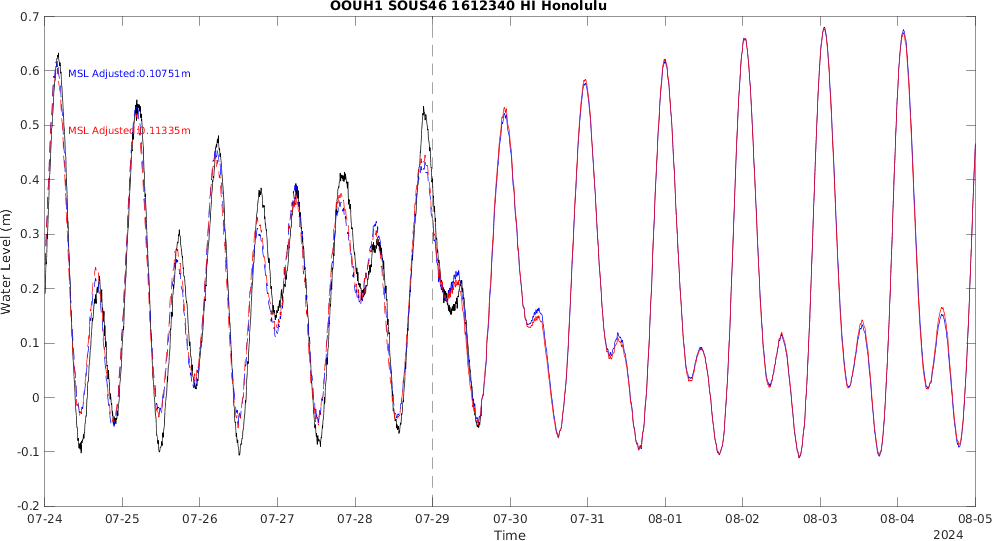 OOUH1 SOUS46 1612340 HI Honolulu
0.7
0.6
0.5
0.4
0.3
0.2
0.1
0
-0.1
-0.2
Water Level (m)
MSL Adjusted:0.10751m
MSL Adjusted:0.11335m
07-24 07-25 07-26 07-27 07-28 07-29 07-30 07-31 08-01 08-02 08-03 08-04 08-05
Time
2024